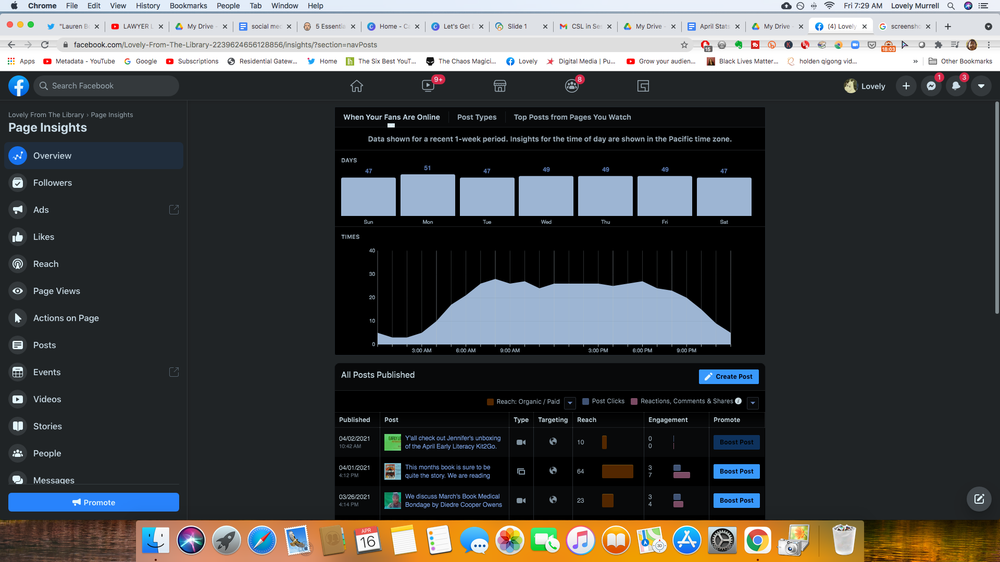 Chrome File Edit View History Bookmarks People Tab Window Help Fri 7:29 AM Lovely Murrell
"Lauren Bo LAWYER L My Drive - social med 5 Essentia Home - Ca Let's Get D Slide 1 CSL in Ses My Drive - April Stats My Drive - (4) Lovely screensho
facebook.com/Lovely-From-The-Library-2239624656128856/insights/?section=navPosts 15 18:03
Apps Metadata - YouTube Google Subscriptions Residential Gatew... Home The Six Best YouT... The Chaos Magici... Lovely Digital Media | Pu... Grow your audien... Black Lives Matter... holden qigong vid... » Other Bookmarks
Search Facebook 9+ 8 Lovely 1 3
Lovely From The Library › Page Insights
Page Insights
Overview
Followers
Ads
Likes
Reach
Page Views
Actions on Page
Posts
Events
Videos
Stories
People
Messages
Promote
When Your Fans Are Online Post Types Top Posts from Pages You Watch
Data shown for a recent 1-week period. Insights for the time of day are shown in the Pacific time zone.
DAYS
47 51 47 49 49 49 47
Sun Mon Tue Wed Thu Fri Sat
TIMES
40
30
20
10
0
3:00 AM 6:00 AM 9:00 AM 3:00 PM 6:00 PM 9:00 PM
All Posts Published Create Post
Reach: Organic / Paid Post Clicks Reactions, Comments & Shares
Published Post Type Targeting Reach Engagement Promote
04/02/2021 Y'all check out Jennifer's unboxing 10 0 Boost Post
10:42 AM of the April Early Literacy Kit2Go. 0
04/01/2021 This months book is sure to be 64 3 Boost Post
4:12 PM quite the story. We are reading 7
03/26/2021 We discuss March's Book Medical 23 3 Boost Post
4:14 PM Bondage by Diedre Cooper Owens 4
APR
16
3D